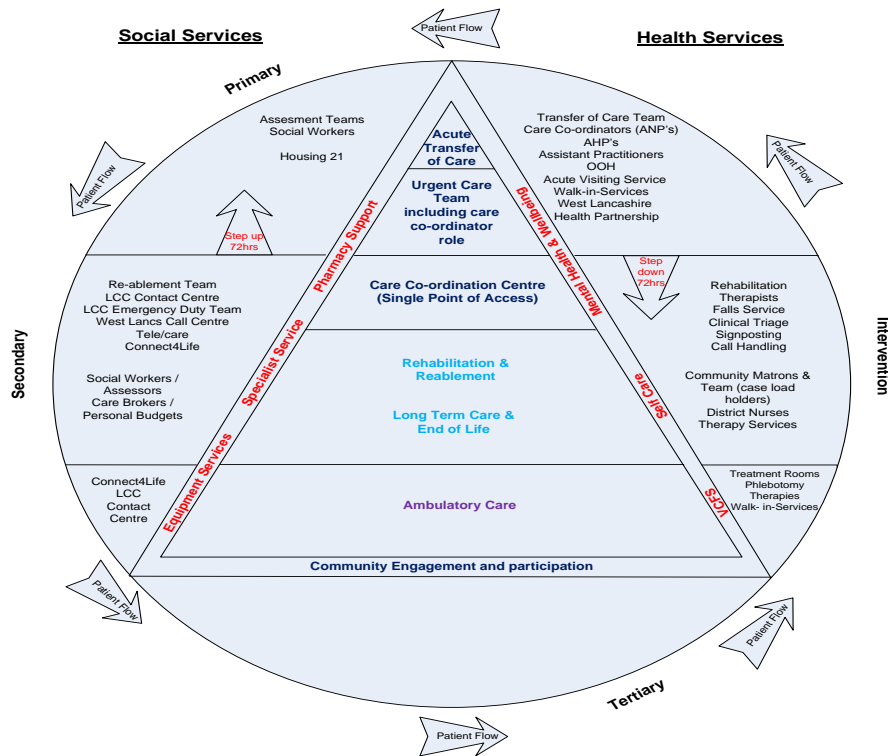 Social Services
Patient Flow
Health Services
Primary
Assesment Teams
Social Workers
Housing 21
Patient Flow
Step up
72hrs
Acute
Transfer
of Care
Urgent Care
Team
including care
co-ordinator
role
Care Co-ordination Centre
(Single Point of Access)
Rehabilitation &
Reablement
Long Term Care &
End of Life
Ambulatory Care
Community Engagement and participation
Pharmacy Support
Specialist Service
Equipment Services
Mental Health & Wellbeing
Self Care
VCFS
Transfer of Care Team
Care Co-ordinators (ANP's)
AHP's
Assistant Practitioners
OOH
Acute Visiting Service
Walk-in-Services
West Lancashire
Health Partnership
Patient Flow
Step
down
72hrs
Re-ablement Team
LCC Contact Centre
LCC Emergency Duty Team
West Lancs Call Centre
Tele/care
Connect4Life
Social Workers /
Assessors
Care Brokers /
Personal Budgets
Secondary
Rehabilitation
Therapists
Falls Service
Clinical Triage
Signposting
Call Handling
Community Matrons &
Team (case load
holders)
District Nurses
Therapy Services
Intervention
Connect4Life
LCC
Contact
Centre
Treatment Rooms
Phlebotomy
Therapies
Walk- in-Services
Patient Flow
Patient Flow
Tertiary
Patient Flow